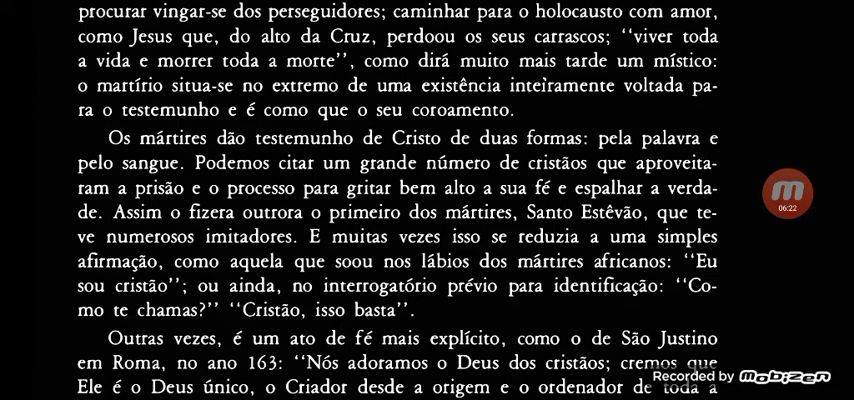 procurar vingar-se dos perseguidores; caminhar para o holocausto com amor,
como Jesus que, do alto da Cruz, perdoou os seus carrascos; ‘‘viver toda
a vida e morrer toda a morte’’, como dirá muito mais tarde um místico:
o martírio situa-se no extremo de uma existência inteiramente voltada pa-
ra o testemunho e é como que o seu coroamento.
Os mártires dão testemunho de Cristo de duas formas: pela palavra e
pelo sangue. Podemos citar um grande número de cristãos que aproveita-
ram a prisão e o processo para gritar bem alto a sua fé e espalhar a verda-
de. Assim o fizera outrora o primeiro dos mártires, Santo Estêvão, que te-
ve numerosos imitadores. E muitas vezes isso se reduzia a uma simples
afirmação, como aquela que soou nos lábios dos mártires africanos: ‘‘Eu
sou cristão’’; ou ainda, no interrogatório prévio para identificação: ‘‘Co-
mo te chamas?’’ ‘‘Cristão, isso basta’’.
Outras vezes, é um ato de fé mais explícito, como o de São Justino
em Roma, no ano 163: ‘‘Nós adoramos o Deus dos cristãos; cremos que
Ele é o Deus único, o Criador desde a origem e o ordenador de toda a
06:22
Recorded by mobizen